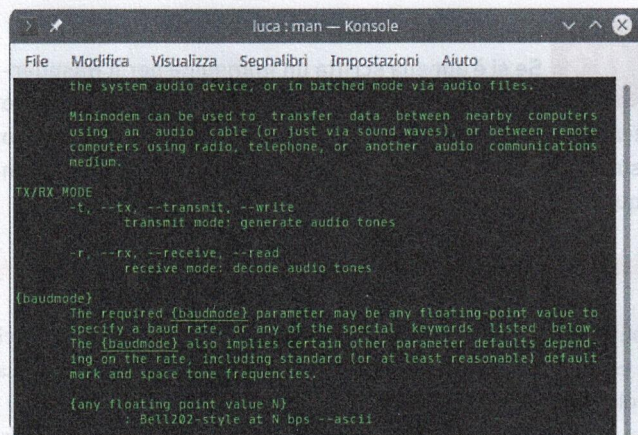 luca : man — Konsole
File Modifica Visualizza Segnalibri Impostazioni Aiuto
the system audio device, or in batched mode via audio files.
Minimodem can be used to transfer data between nearby computers
using an audio cable (or just via sound waves), or between remote
computers using radio, telephone, or another audio communications
medium.
TX/RX MODE
-t, --tx, --transmit, --write
transmit mode: generate audio tones
-r, --rx, --receive, --read
receive mode: decode audio tones
{baudmode}
The required {baudmode} parameter may be any floating-point value to
specify a baud rate, or any of the special keywords listed below.
The {baudmode} also implies certain other parameter defaults depend-
ing on the rate, including standard (or at least reasonable) default
mark and space tone frequencies.
{any floating point value N}
: Bell202-style at N bps --ascii